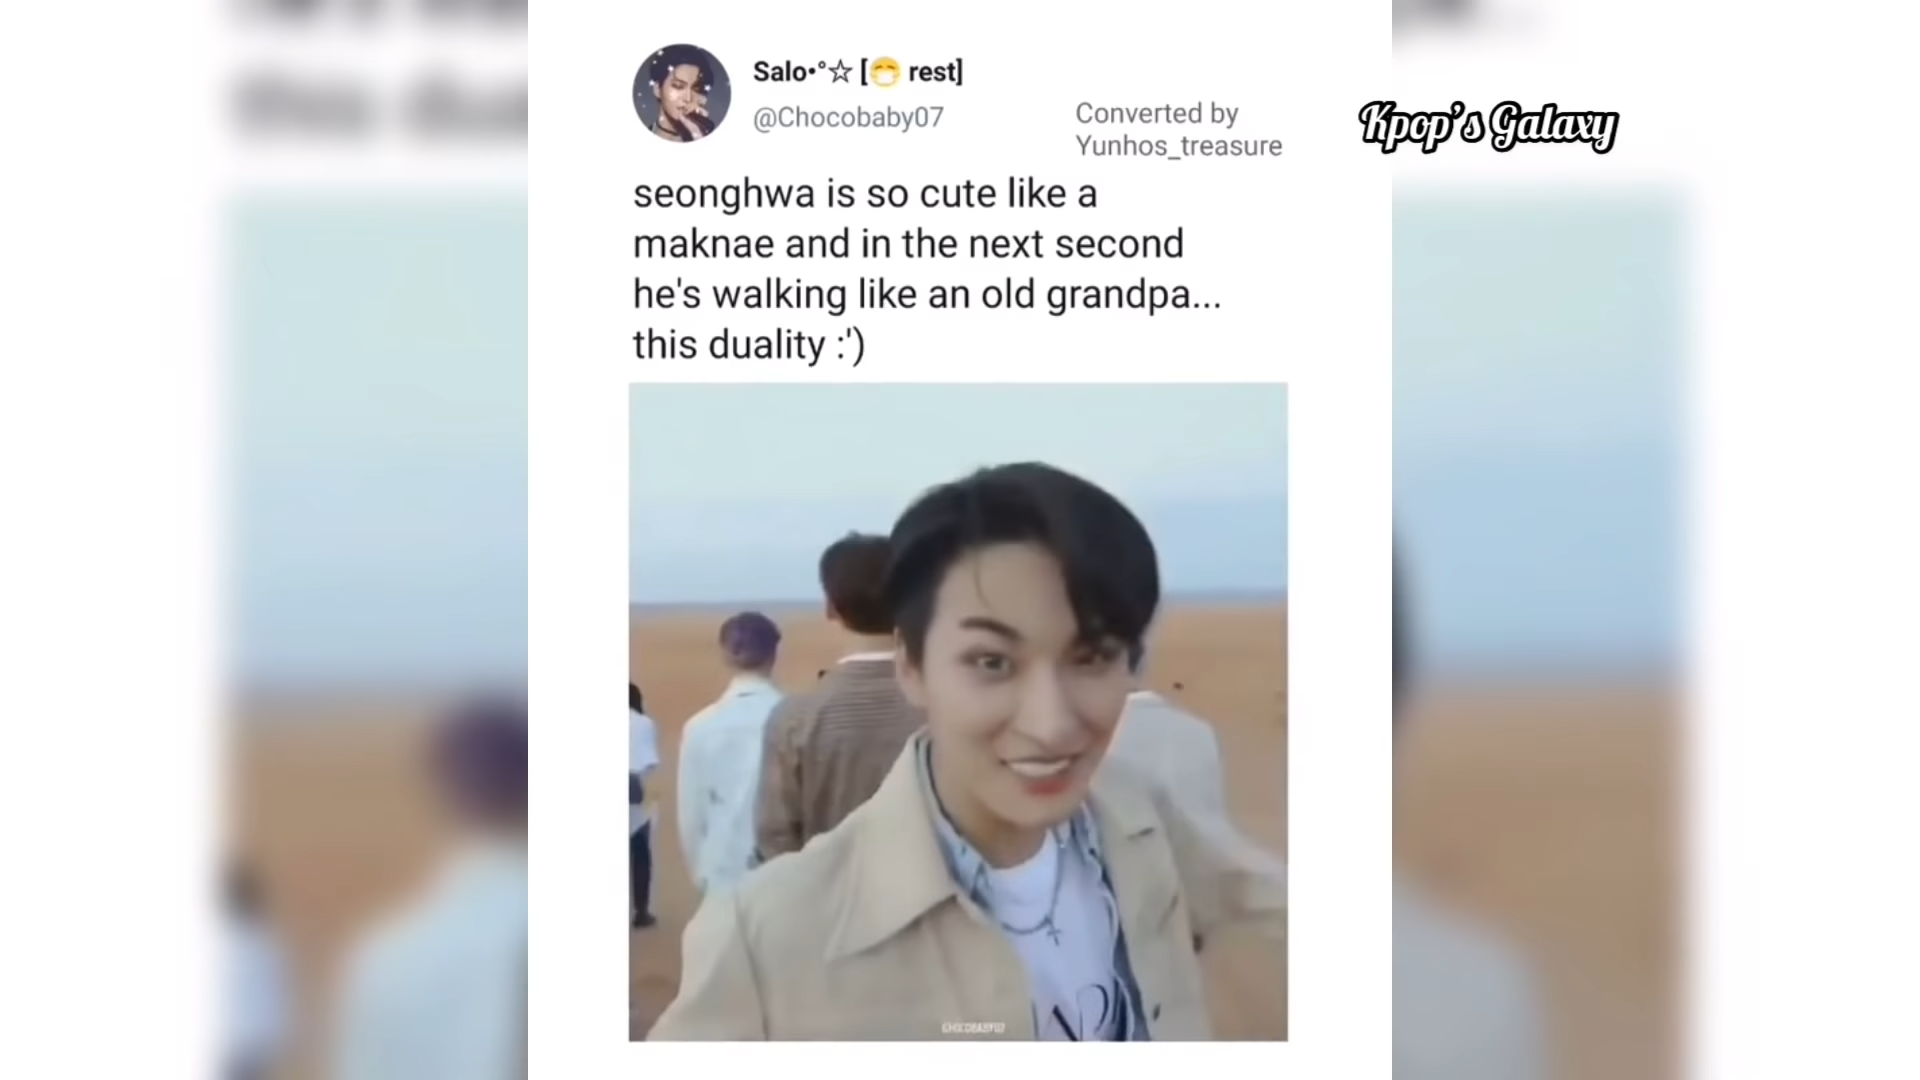 Salo•°☆ [😷 rest]
@Chocobaby07
Converted by
Yunhos_treasure
Kpop's Galaxy
seonghwa is so cute like a
maknae and in the next second
he's walking like an old grandpa...
this duality :')
CHOCOBABY07